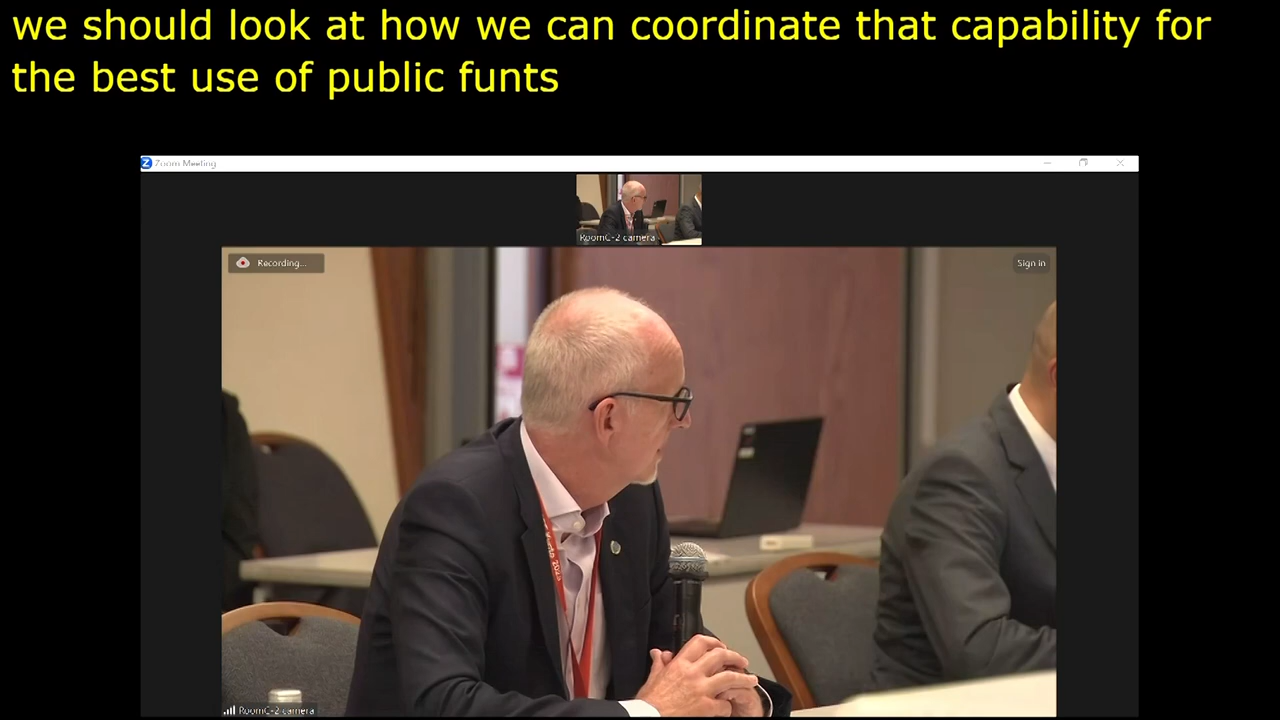 we should look at how we can coordinate that capability for
the best use of public funts
Zoom Meeting
RoomC-2 camera
Recording...
Sign in
RoomC-2 camera